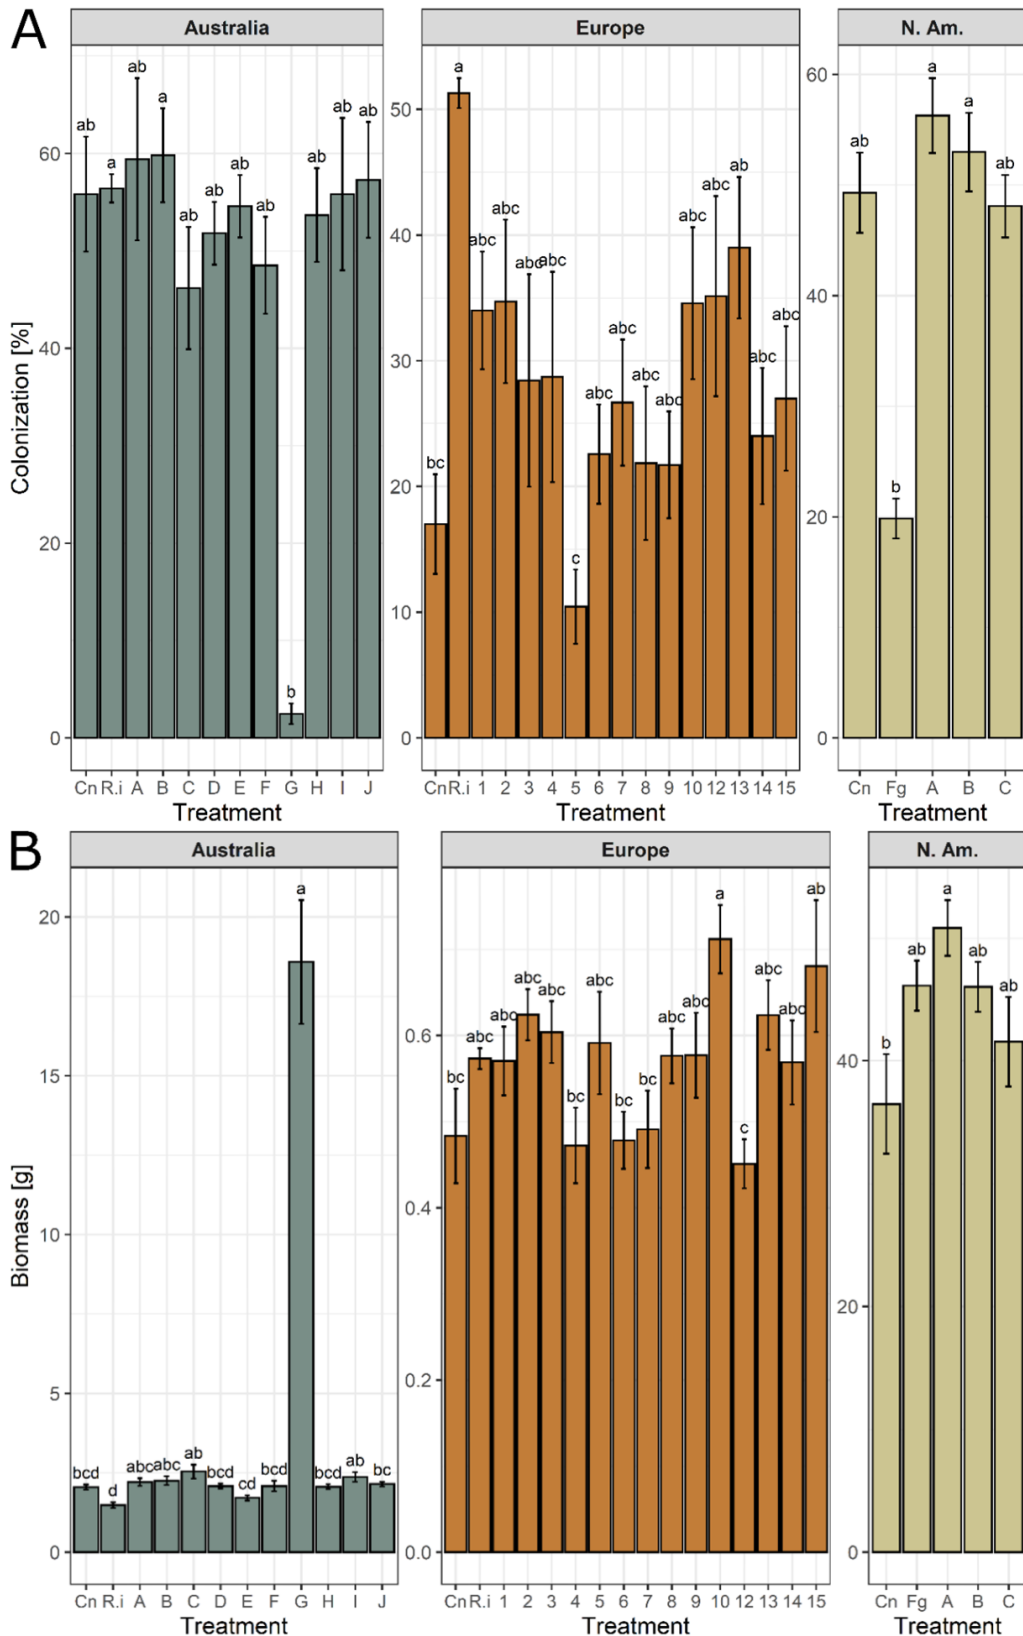 A
Australia Europe N. Am.
Colonization [%]
60
40
20
0
ab a ab a ab ab ab ab b ab ab ab
Cn R.i A B C D E F G H I J
Treatment
50
40
30
20
10
0
bc a abc abc abc abc c abc abc abc abc abc abc ab abc abc
Cn R.i 1 2 3 4 5 6 7 8 9 10 12 13 14 15
Treatment
60
40
20
0
ab b a a ab
Cn Fg A B C
Treatment
B
Australia Europe N. Am.
Biomass [g]
20
15
10
5
0
bcd d abc abc ab bcd cd bcd a bcd ab bc
Cn R.i A B C D E F G H I J
Treatment
0.6
0.4
0.2
0.0
bc abc abc abc abc bc abc bc bc abc abc a c abc abc ab
Cn R.i 1 2 3 4 5 6 7 8 9 10 12 13 14 15
Treatment
40
20
0
b ab a ab ab
Cn Fg A B C
Treatment